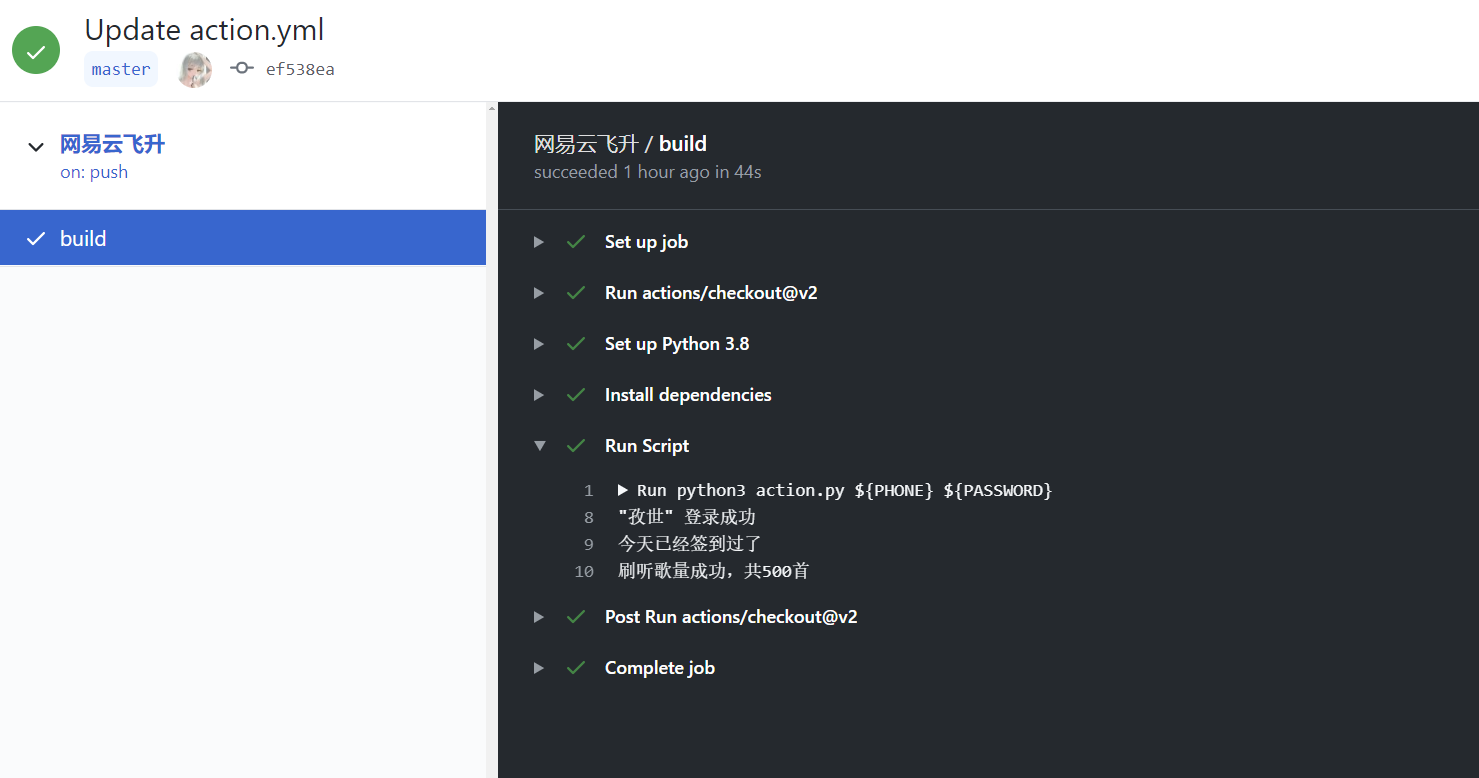 Update action.yml
master ef538ea
网易云飞升
on: push
build
网易云飞升 / build
succeeded 1 hour ago in 44s
Set up job
Run actions/checkout@v2
Set up Python 3.8
Install dependencies
Run Script
1 Run python3 action.py ${PHONE} ${PASSWORD}
8 "孜世" 登录成功
9 今天已经签到过了
10 刷听歌量成功，共500首
Post Run actions/checkout@v2
Complete job